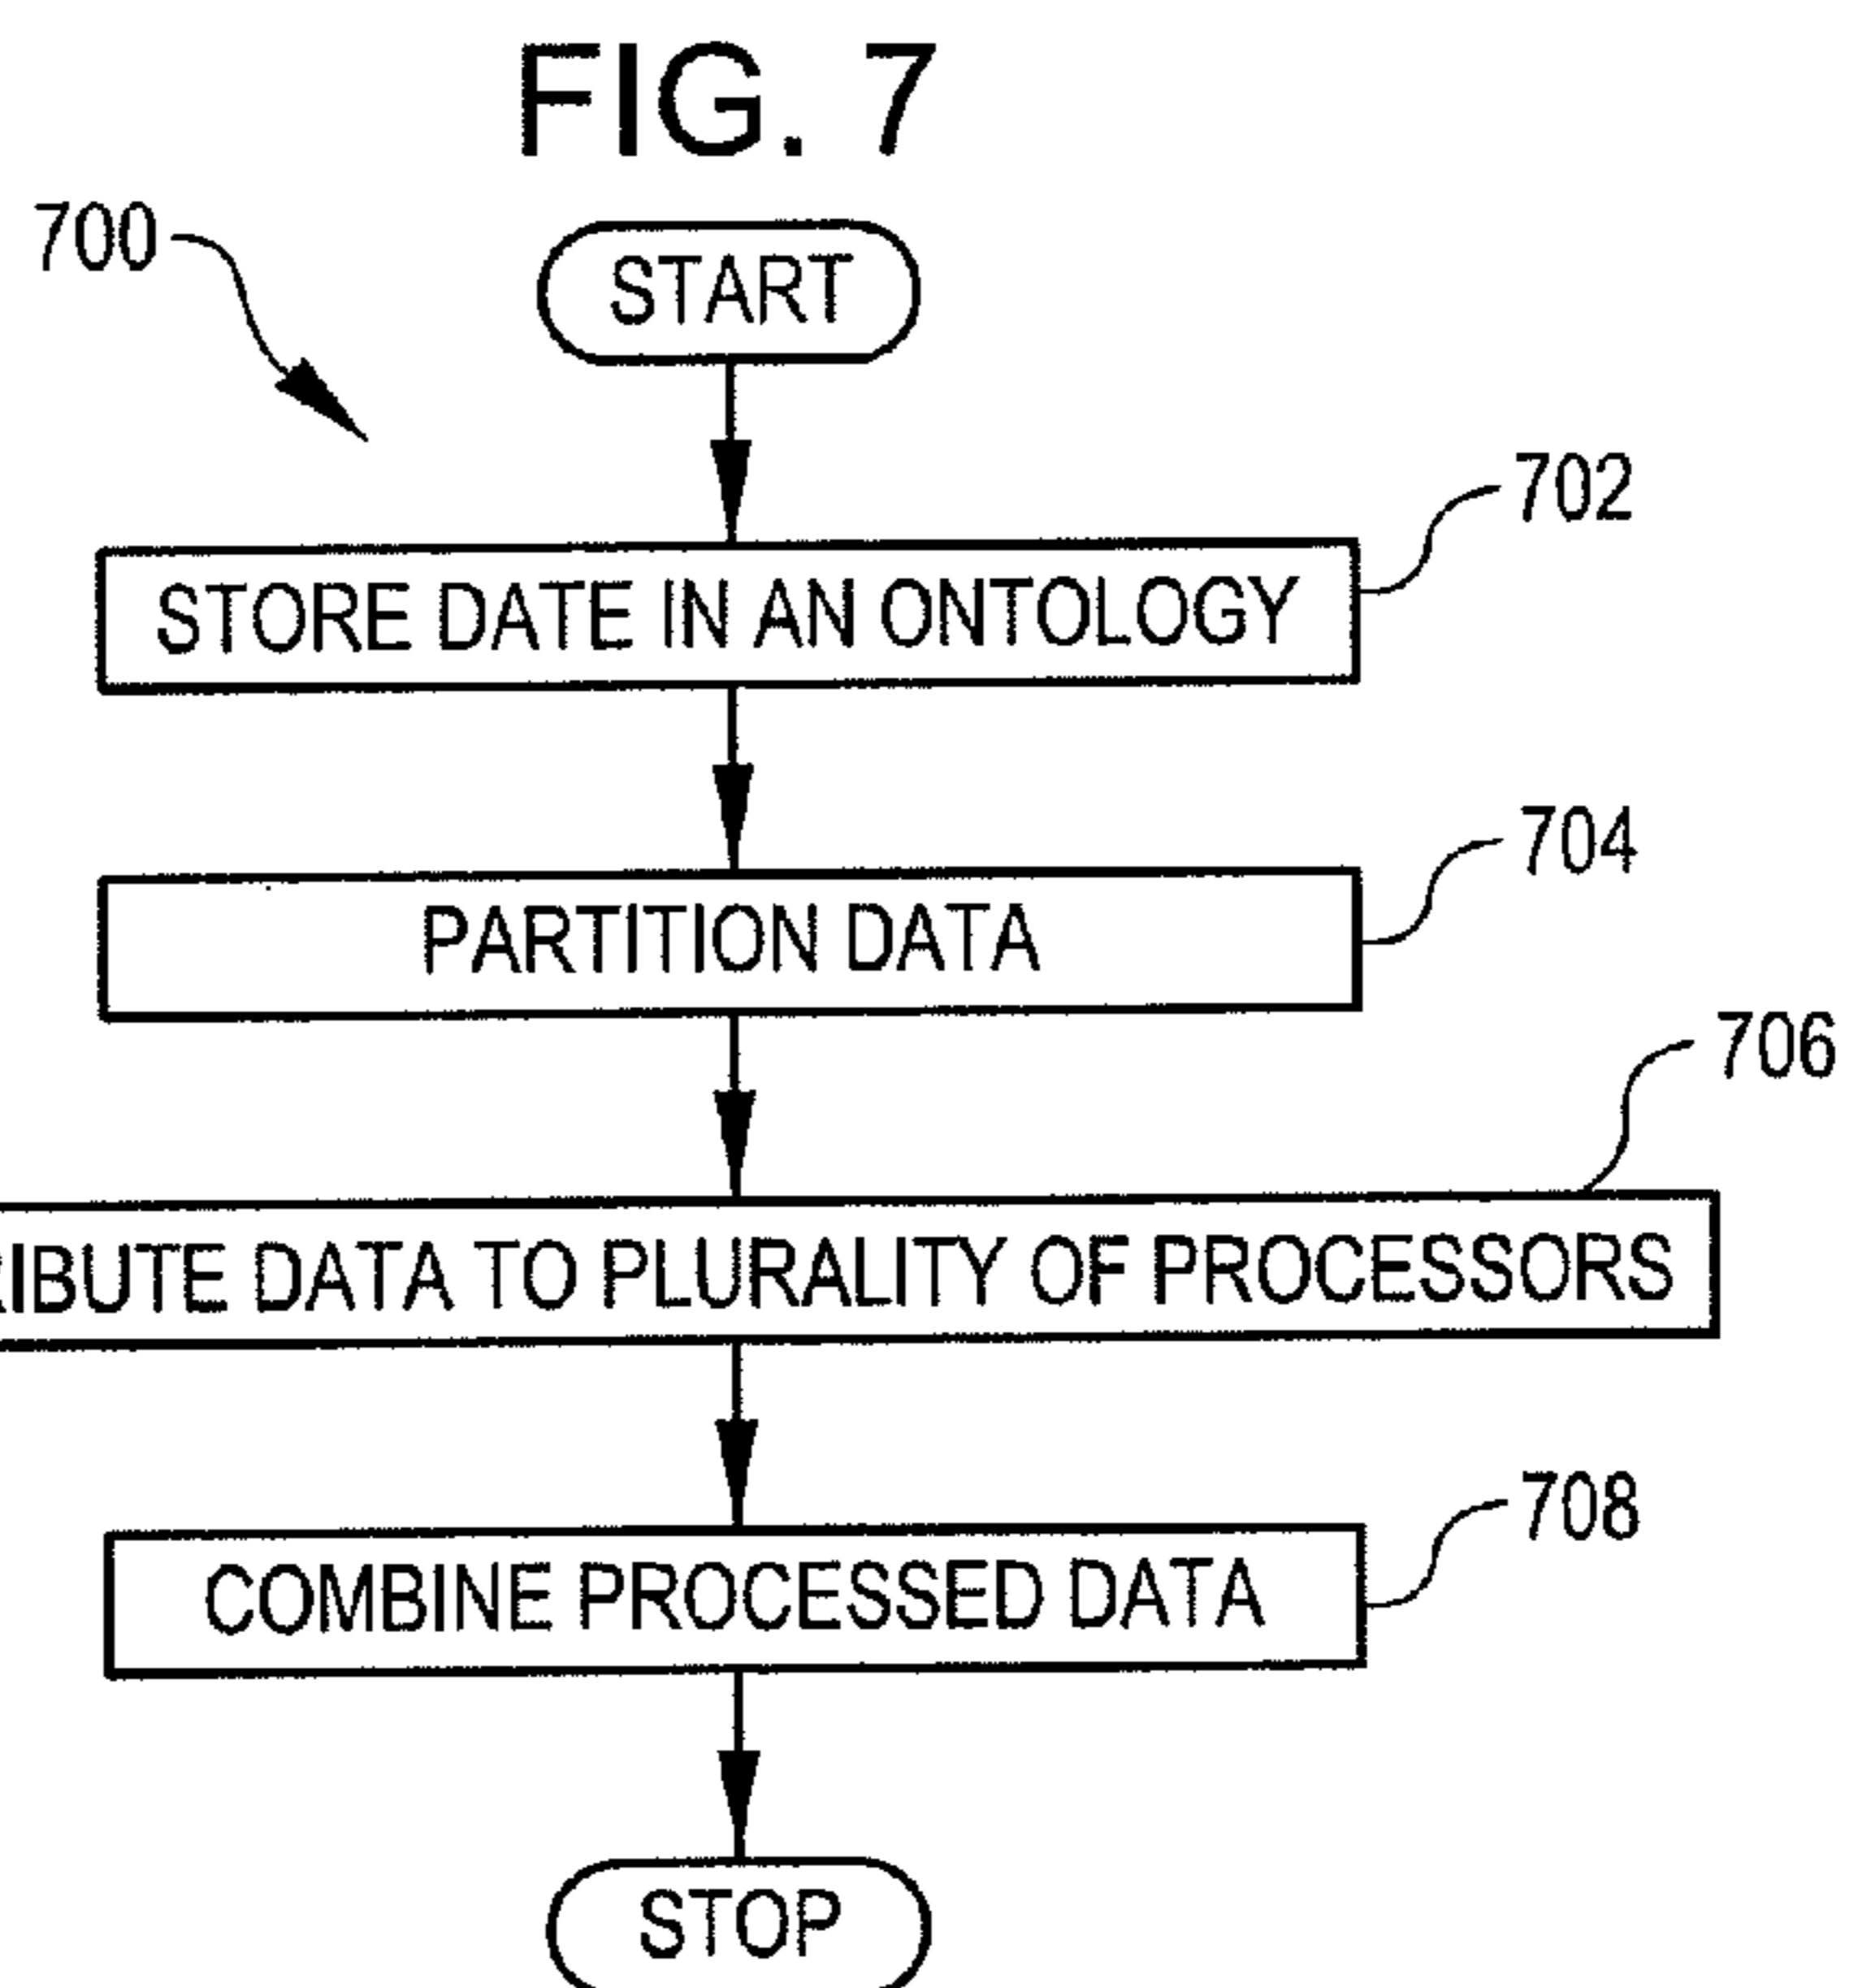 FIG. 7
700
START
702
STORE DATE IN AN ONTOLOGY
704
PARTITION DATA
706
RIBUTE DATA TO PLURALITY OF PROCESSORS
708
COMBINE PROCESSED DATA
STOP